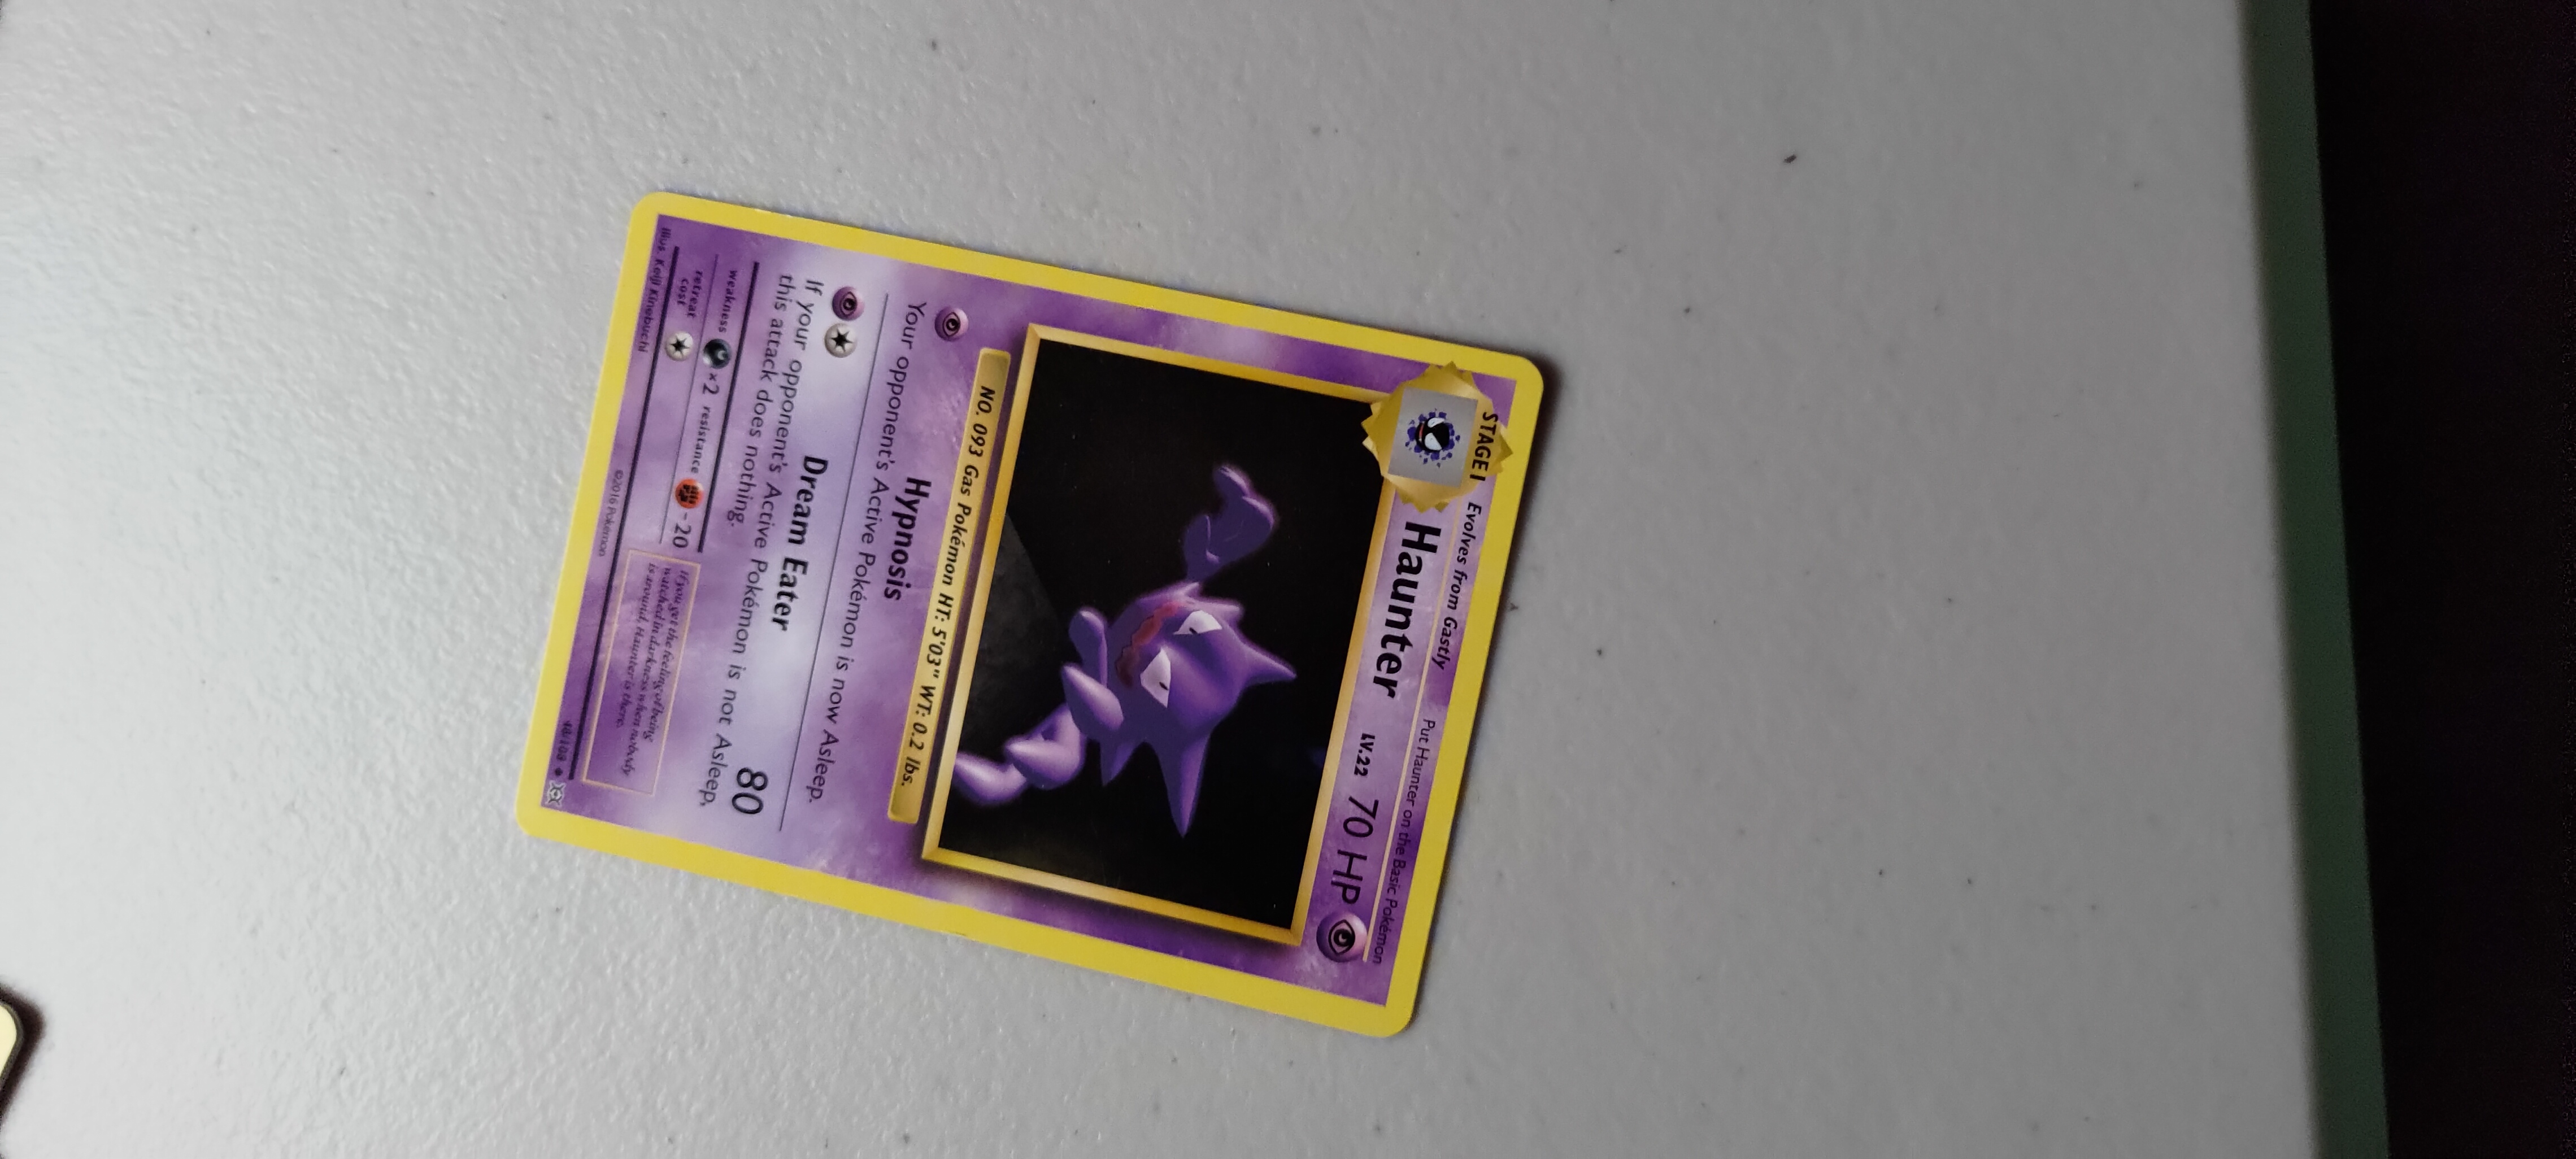 STAGE 1
Evolves from Gastly
Put Haunter on the Basic Pokémon
Haunter
LV.22
70 HP
NO. 093 Gas Pokémon HT: 5'03" WT: 0.2 lbs.
Hypnosis
Your opponent's Active Pokémon is now Asleep.
Dream Eater
80
If your opponent's Active Pokémon is not Asleep,
this attack does nothing.
weakness
×2
resistance
-20
retreat
cost
If you get the feeling of being
watched in darkness when nobody
is around, Haunter is there.
Illus. Keiji Kinebuchi
©2016 Pokémon
48/108